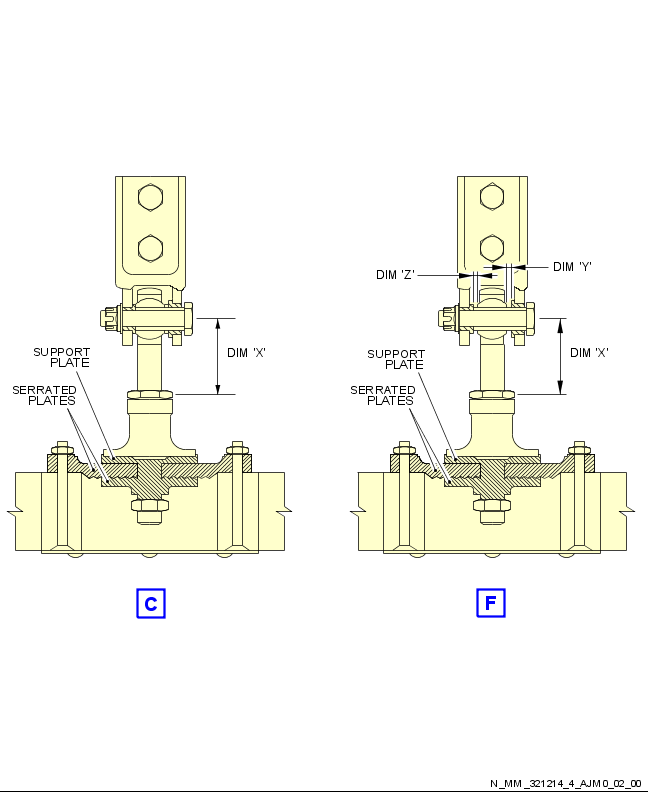 DIM 'Z'
DIM 'Y'
SUPPORT
PLATE
DIM 'X'
SERRATED
PLATES
SUPPORT
PLATE
DIM 'X'
SERRATED
PLATES
C
F
N_MM_321214_4_AJM0_02_00